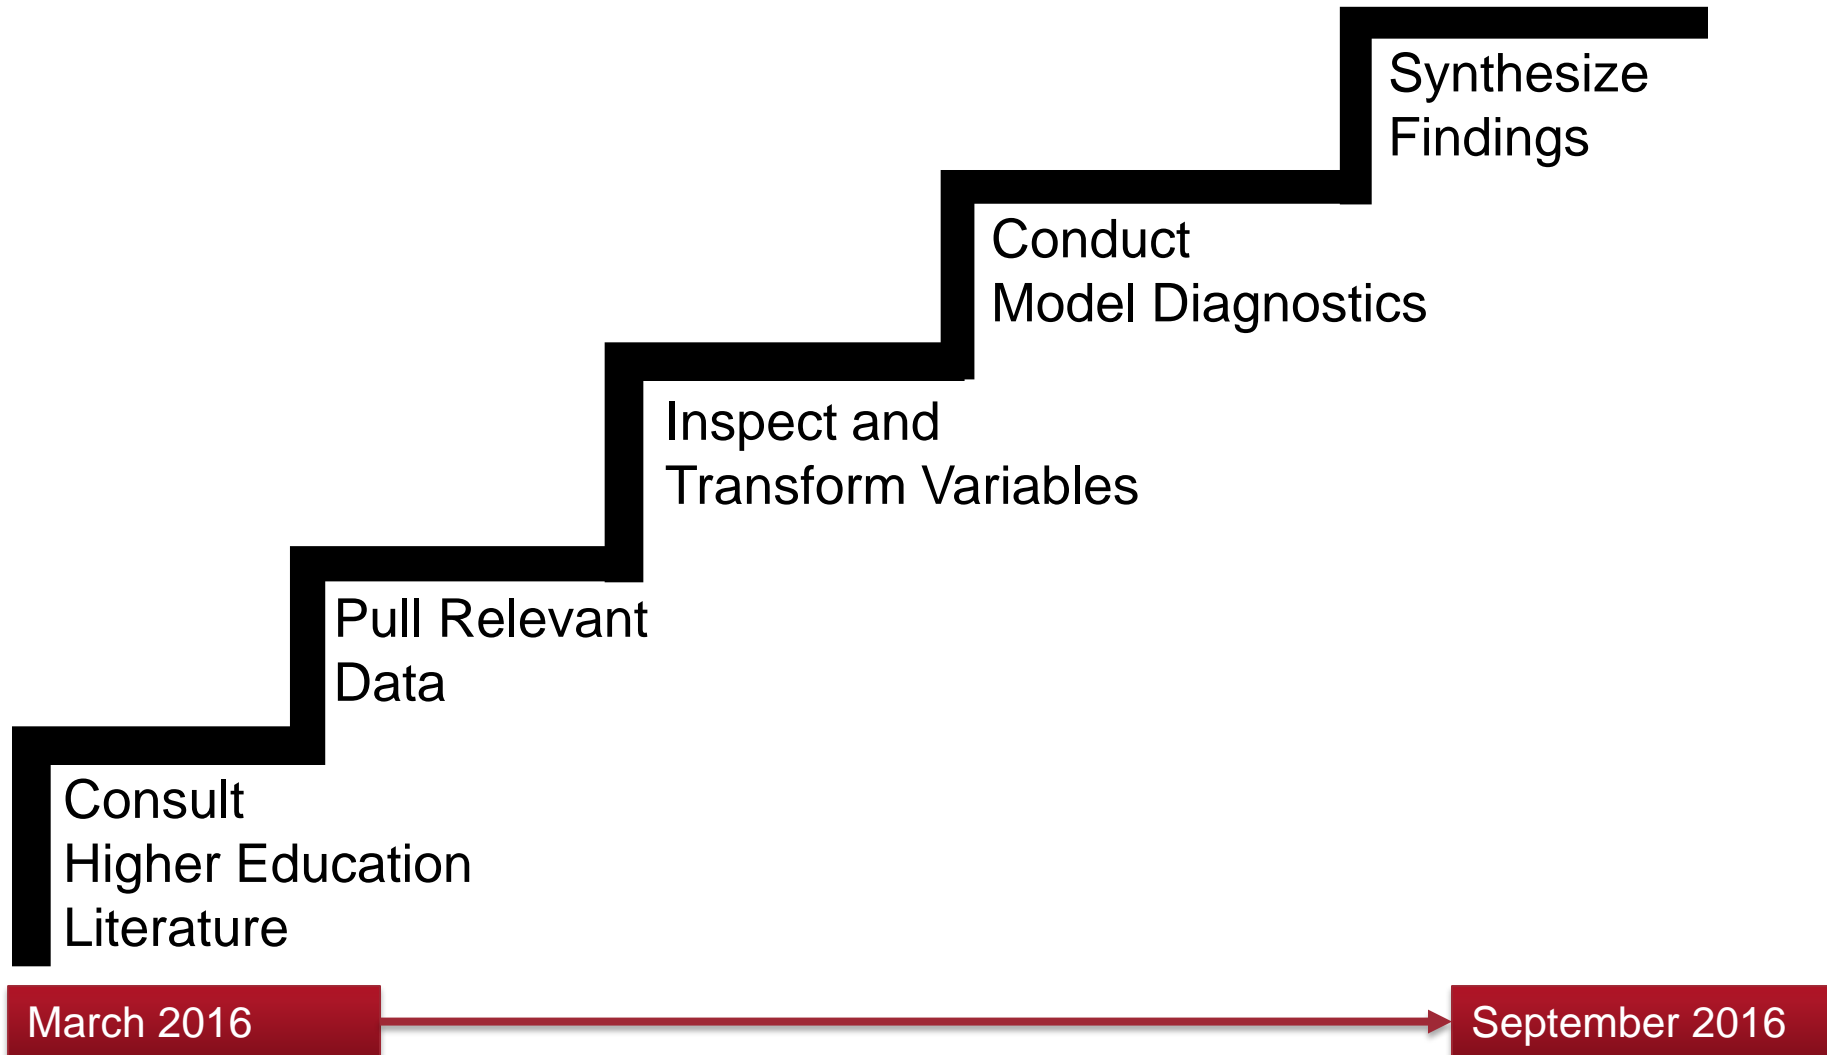 Synthesize
Findings
Conduct
Model Diagnostics
Inspect and
Transform Variables
Pull Relevant
Data
Consult
Higher Education
Literature
March 2016
September 2016